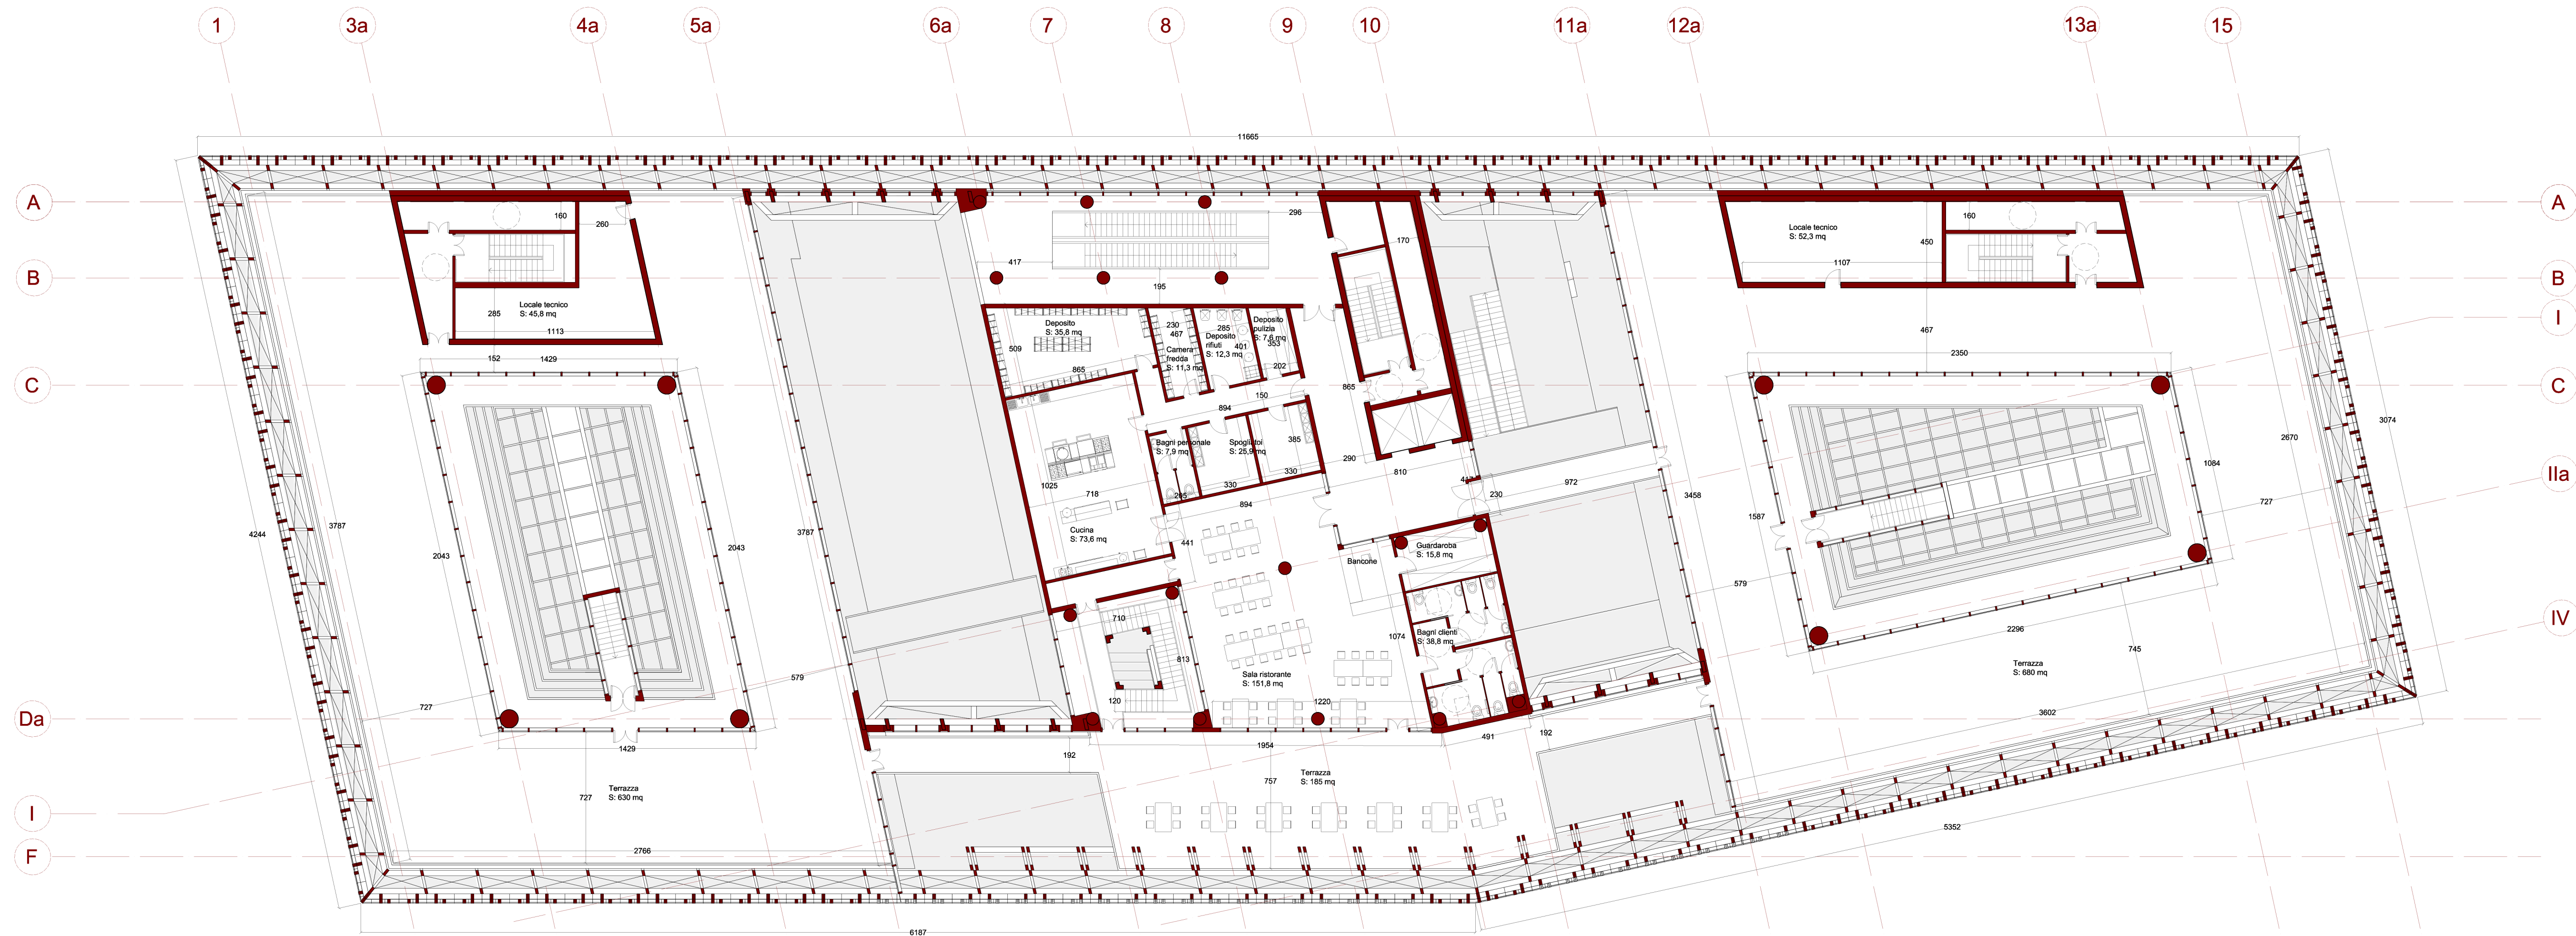 1
3a
4a
5a
6a
7
8
9
10
11a
12a
13a
15
11665
A
A
160
260
296
417
170
195
Locale tecnico
S: 52,3 mq
160
450
1107
B
B
Locale tecnico
S: 45,8 mq
285
1113
I
152
1429
C
C
Deposito
S: 35,8 mq
509
865
230
467
Camera
fredda
S: 11,3 mq
285
Deposito
rifiuti
S: 12,3 mq
401
Deposito
pulizia
S: 7,6 mq
353
202
150
865
467
2350
894
Bagni personale
S: 7,9 mq
Spogliatoi
S: 25,9 mq
385
330
330
205
290
810
417
230
972
3458
2670
3074
1084
IIa
727
1587
1025
718
894
Cucina
S: 73,6 mq
441
Guardaroba
S: 15,8 mq
Bancone
4244
3787
2043
2043
3787
579
IV
710
1074
Bagni clienti
S: 38,8 mq
813
2296
745
Terrazza
S: 680 mq
Sala ristorante
S: 151,8 mq
579
727
120
1220
3602
Da
1429
1954
491
192
192
757
Terrazza
S: 185 mq
727
Terrazza
S: 630 mq
I
5352
F
2766
6187